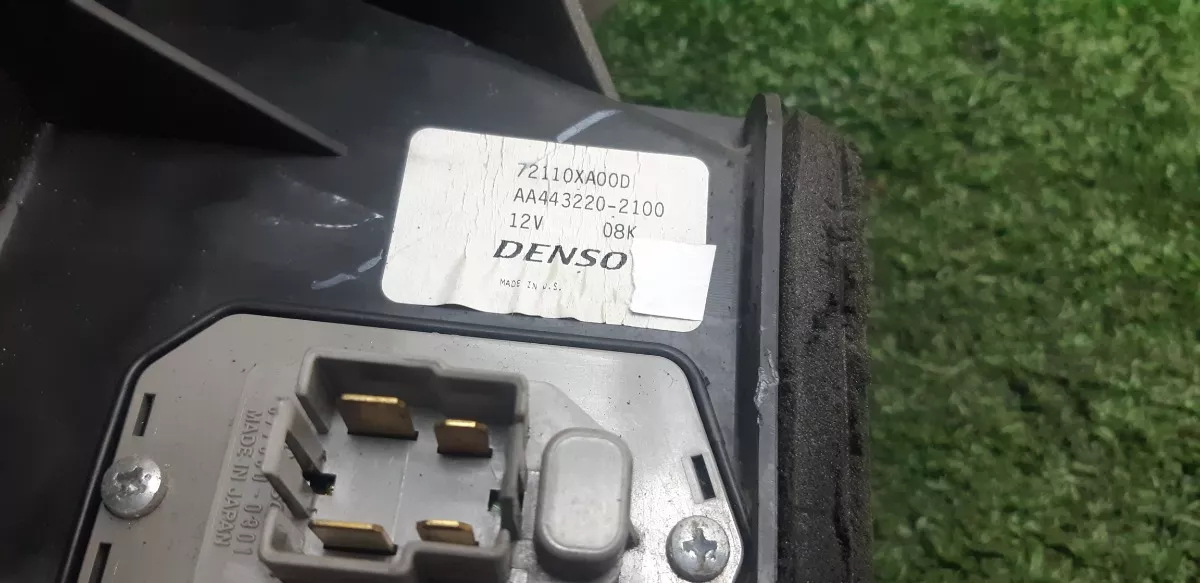 72110XA00D
AA443220-2100
12V 08K
DENSO
MADE IN U.S.
MADE IN JAPAN